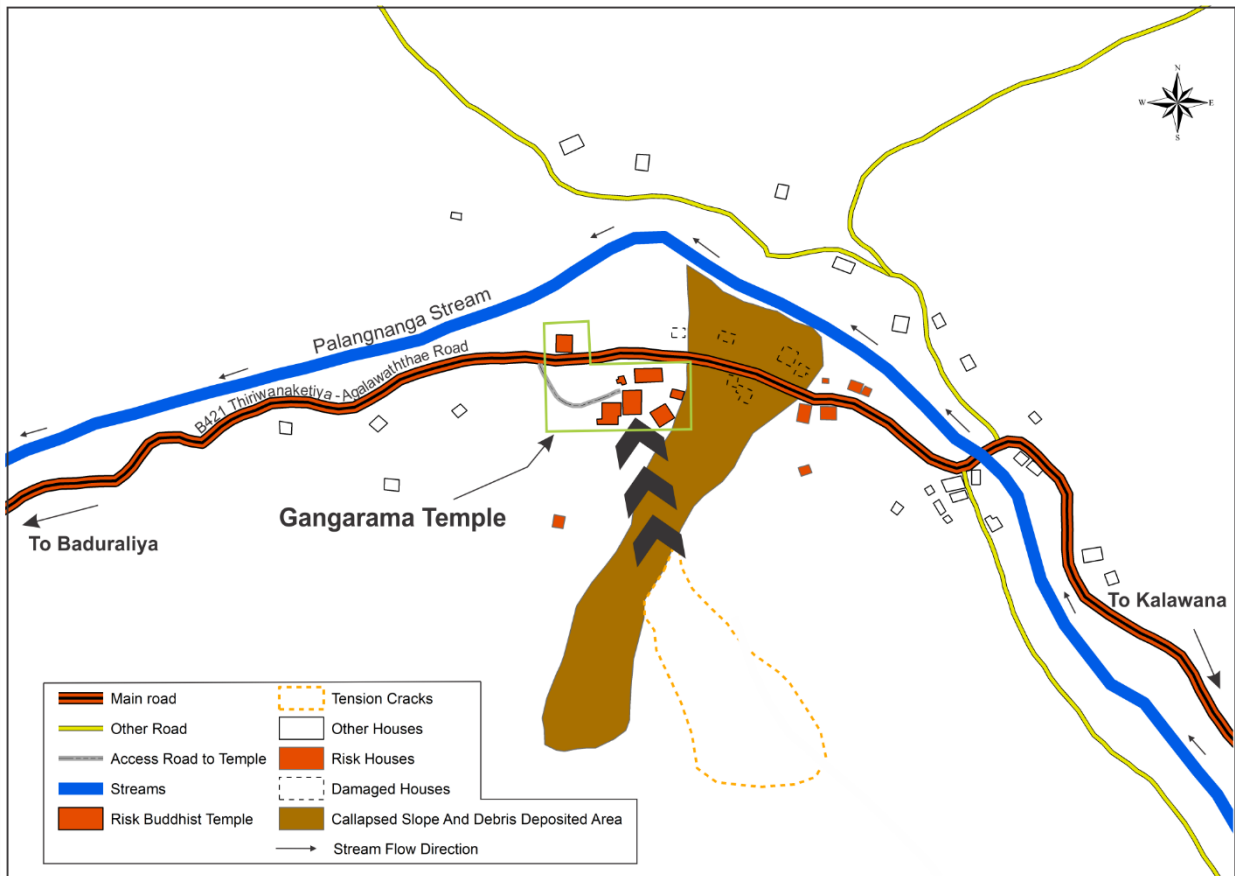 N
W
E
S
Palangnanga Stream
B421 Thiriwanaketiya -Agalawaththae Road
Gangarama Temple
To Baduraliya
To Kalawana
Main road
Other Road
Access Road to Temple
Streams
Risk Buddhist Temple
Tension Cracks
Other Houses
Risk Houses
Damaged Houses
Callapsed Slope And Debris Deposited Area
Stream Flow Direction